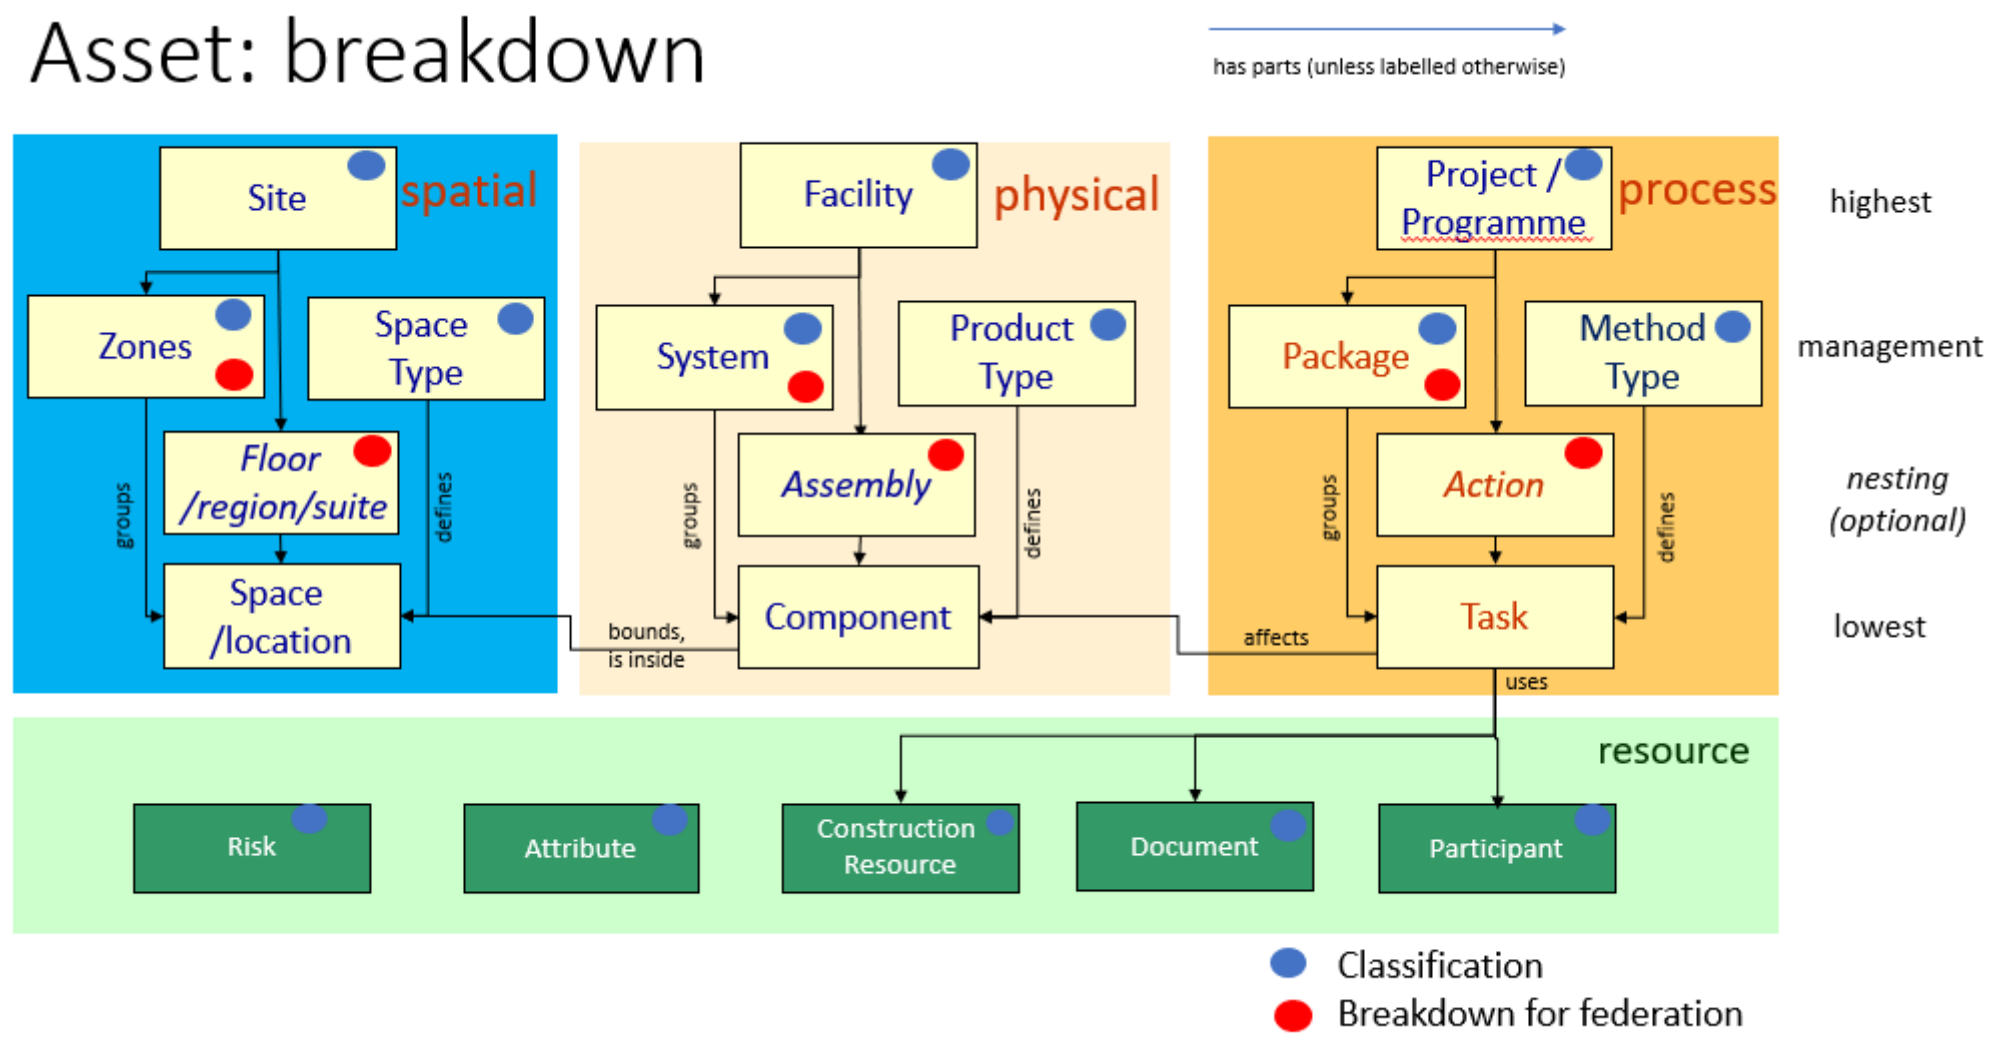 Asset: breakdown
has parts (unless labelled otherwise)
Site
spatial
Facility
physical
Project /
Programme
process
highest
Zones
Space
Type
System
Product
Type
Package
Method
Type
management
Floor
/region/suite
groups
defines
Assembly
groups
defines
Action
groups
defines
nesting
(optional)
Space
/location
bounds,
is inside
Component
affects
Task
lowest
uses
resource
Risk
Attribute
Construction
Resource
Document
Participant
Classification
Breakdown for federation